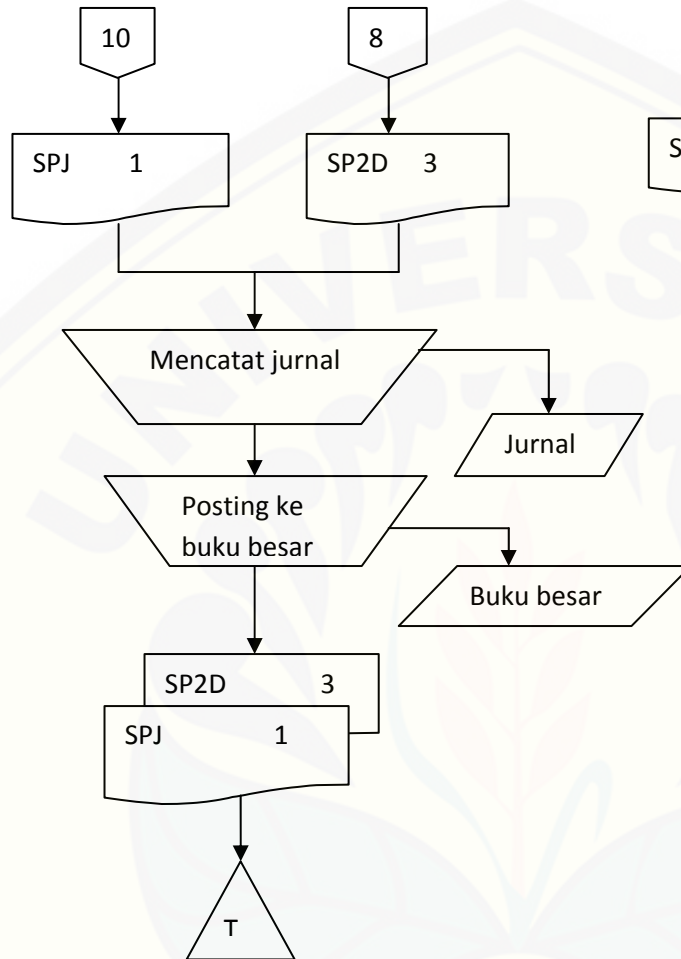 10
8
SPJ 1
SP2D 3
S
UNIVERS
Mencatat jurnal
Jurnal
Posting ke
buku besar
Buku besar
SP2D 3
SPJ 1
T